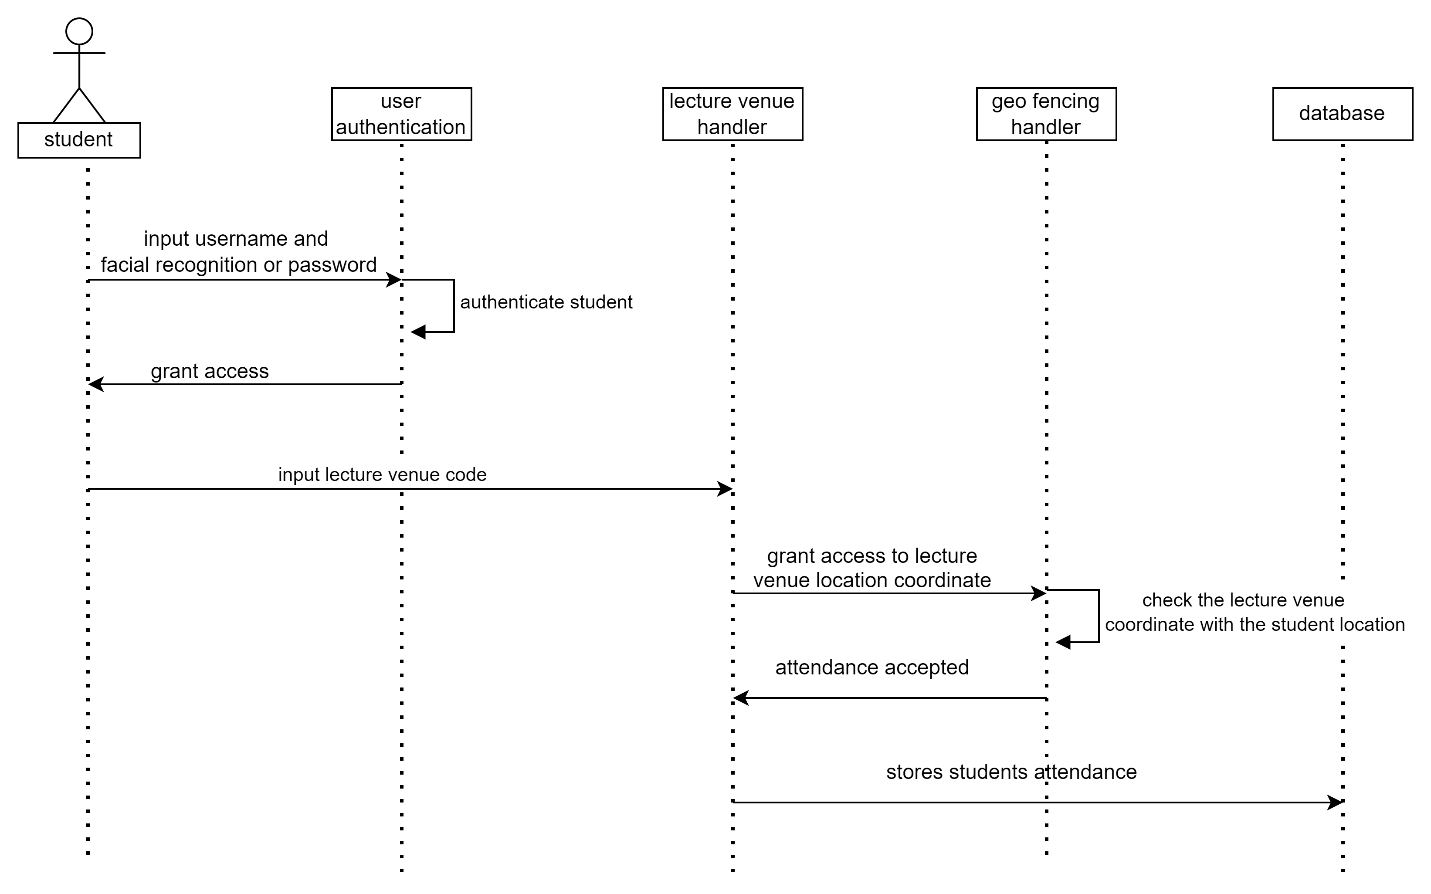 student
user
authentication
lecture venue
handler
geo fencing
handler
database
input username and
facial recognition or password
authenticate student
grant access
input lecture venue code
grant access to lecture
venue location coordinate
check the lecture venue
coordinate with the student location
attendance accepted
stores students attendance